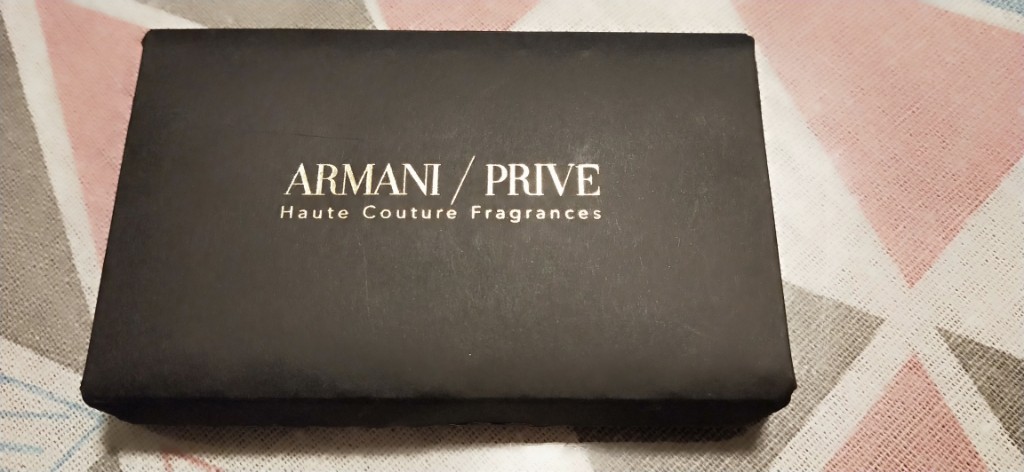 ARMANI / PRIVE
Haute Couture Fragrances